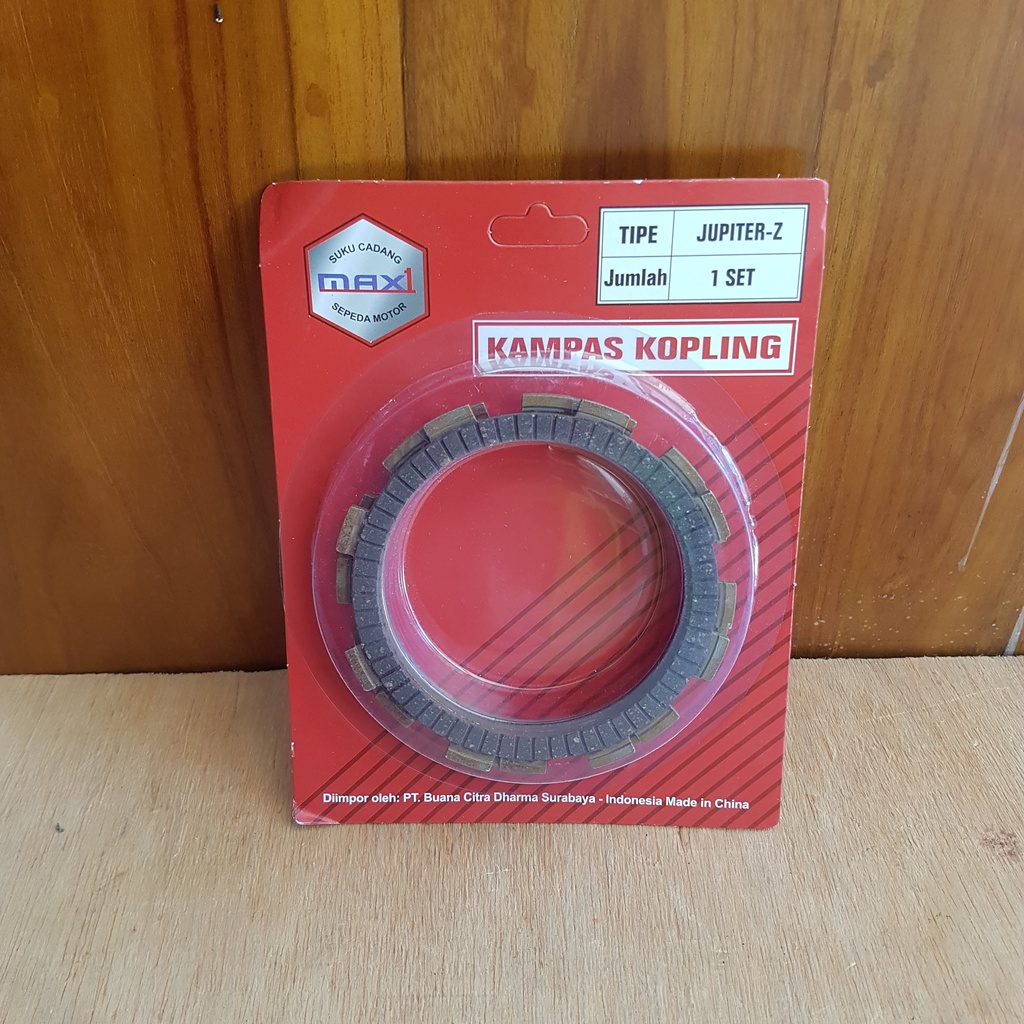 SUKU CADANG
MAX1
SEPEDA MOTOR
TIPE JUPITER-Z
Jumlah 1 SET
KAMPAS KOPLING
Diimpor oleh: PT. Buana Citra Dharma Surabaya - Indonesia Made in China